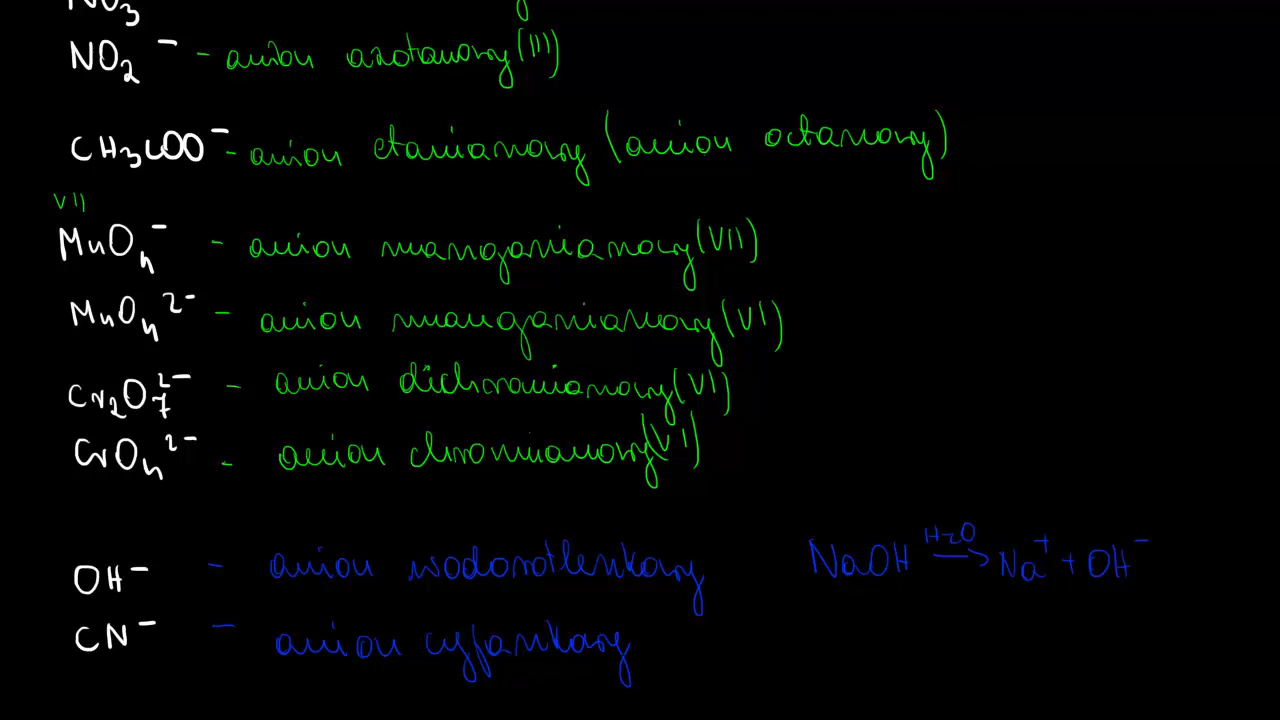 NO₃
NO₂⁻ - anion azotanowy(III)
CH₃COO⁻ - anion etanianowy (anion octanowy)
VII
MnO₄⁻ - anion manganianowy(VII)
MnO₄²⁻ - anion manganianowy(VI)
Cr₂O₇²⁻ - anion dichromianowy(VI)
CrO₄²⁻ - anion chromianowy(VI)
OH⁻ - anion wodorotlenkowy NaOH →H₂O Na⁺ + OH⁻
CN⁻ - anion cyjankowy